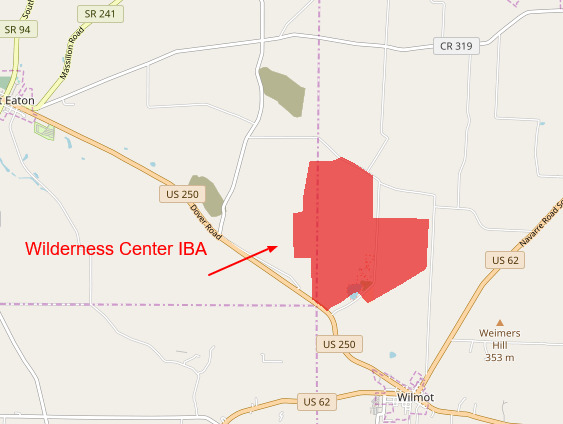 South
SR 241
SR 94
Massillon Road
CR 319
t Eaton
US 250
Dover Road
Wilderness Center IBA
Navarre Road So
US 62
Weimers
Hill
353 m
US 250
Wilmot
US 62